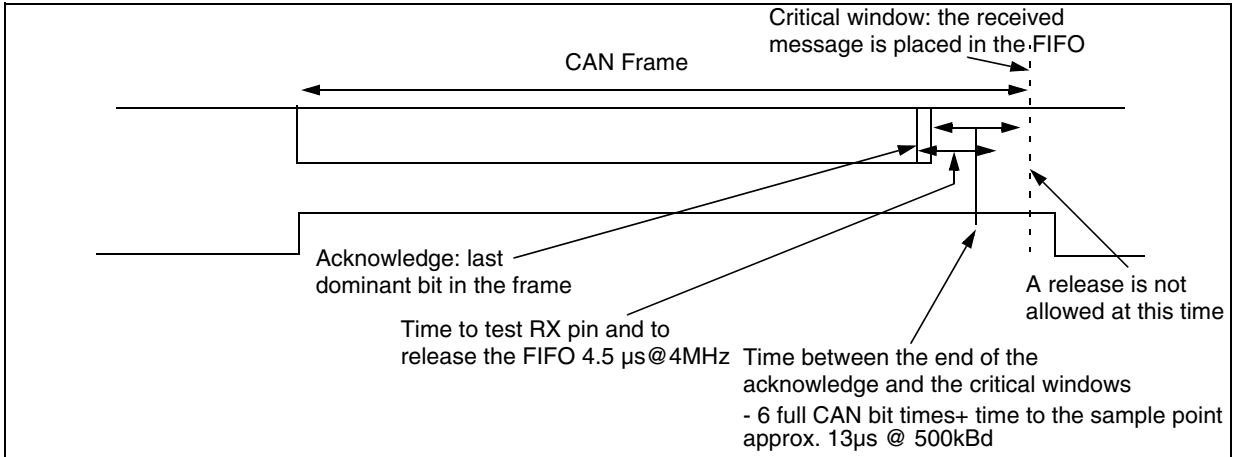 Critical window: the received
message is placed in the FIFO
CAN Frame
Acknowledge: last
dominant bit in the frame
A release is not
allowed at this time
Time to test RX pin and to
release the FIFO 4.5 µs@4MHz
Time between the end of the
acknowledge and the critical windows
- 6 full CAN bit times+ time to the sample point
approx. 13µs @ 500kBd